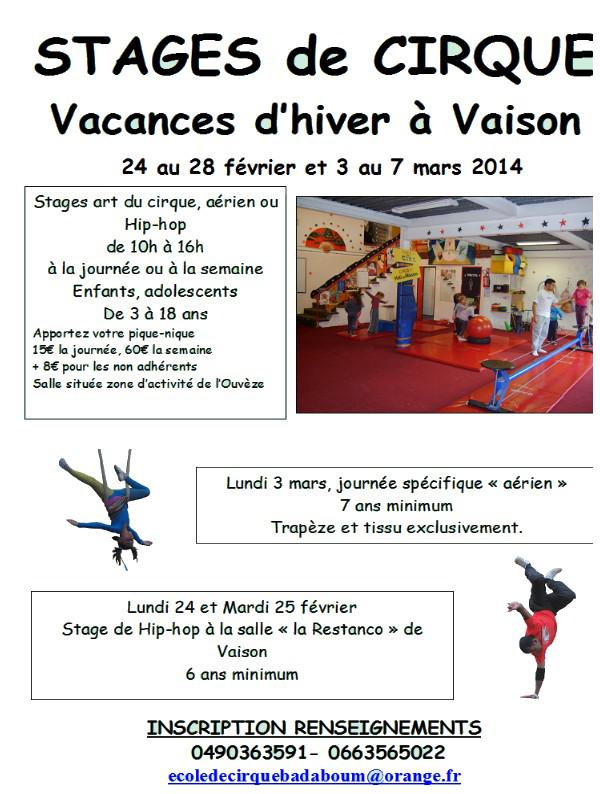 STAGES de CIRQUE
Vacances d'hiver à Vaison
24 au 28 février et 3 au 7 mars 2014
Stages art du cirque, aérien ou
Hip-hop
de 10h à 16h
à la journée ou à la semaine
Enfants, adolescents
De 3 à 18 ans
Apportez votre pique-nique
15€ la journée, 60€ la semaine
+ 8€ pour les non adhérents
Salle située zone d'activité de l'Ouvèze
Lundi 3 mars, journée spécifique « aérien »
7 ans minimum
Trapèze et tissu exclusivement.
Lundi 24 et Mardi 25 février
Stage de Hip-hop à la salle « la Restanco » de
Vaison
6 ans minimum
INSCRIPTION RENSEIGNEMENTS
0490363591- 0663565022
ecoledecirquebadaboum@orange.fr